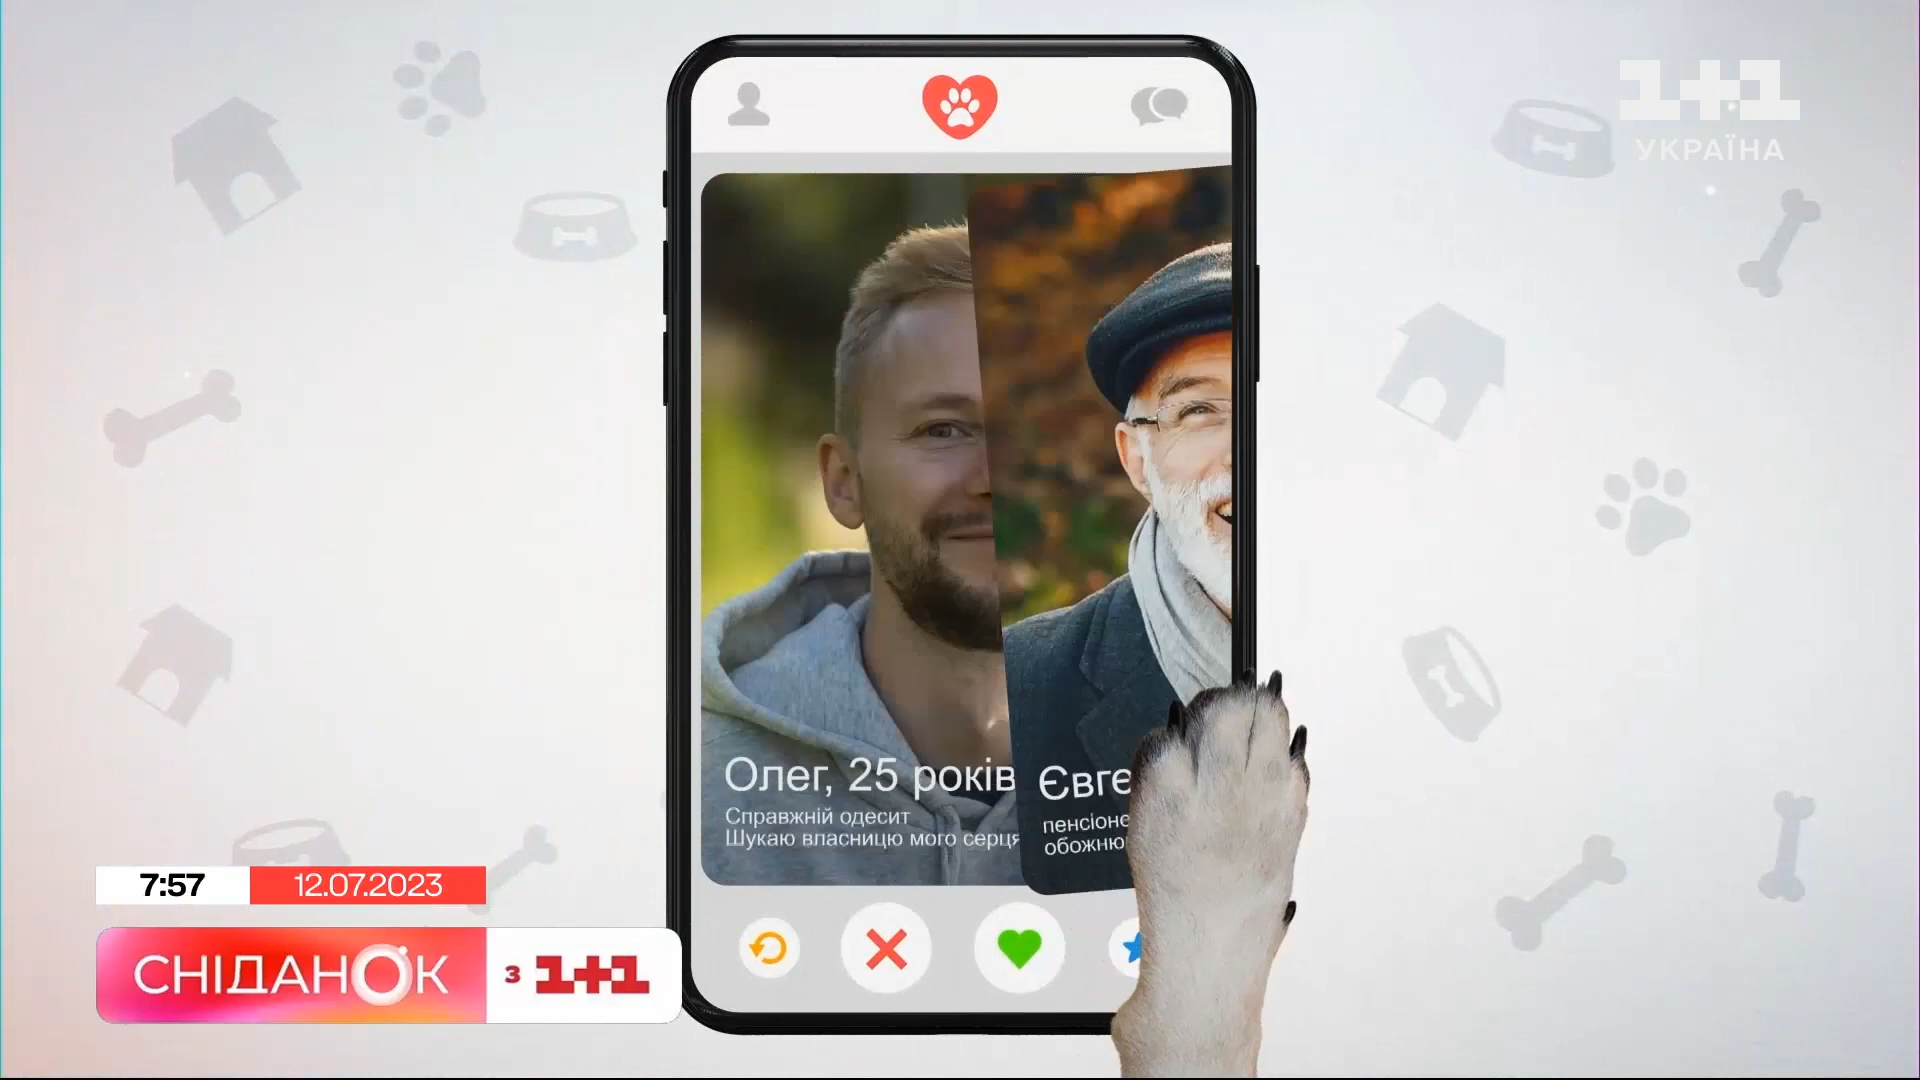 1+1
УКРАЇНА
Олег, 25 років
Справжній одесит
Шукаю власницю мого серця
Євге
пенсіоне
обожню
7:57 12.07.2023
СНІДАНОК з 1+1